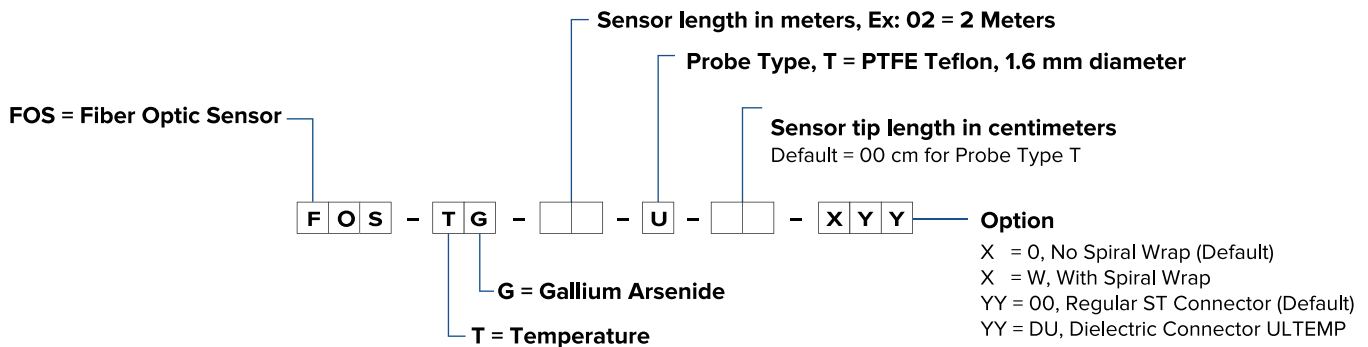 Sensor length in meters, Ex: 02 = 2 Meters
Probe Type, T = PTFE Teflon, 1.6 mm diameter
FOS = Fiber Optic Sensor
Sensor tip length in centimeters
Default = 00 cm for Probe Type T
F O S - T G - - U - - X Y Y
Option
X = 0, No Spiral Wrap (Default)
X = W, With Spiral Wrap
YY = 00, Regular ST Connector (Default)
YY = DU, Dielectric Connector ULTEMP
G = Gallium Arsenide
T = Temperature